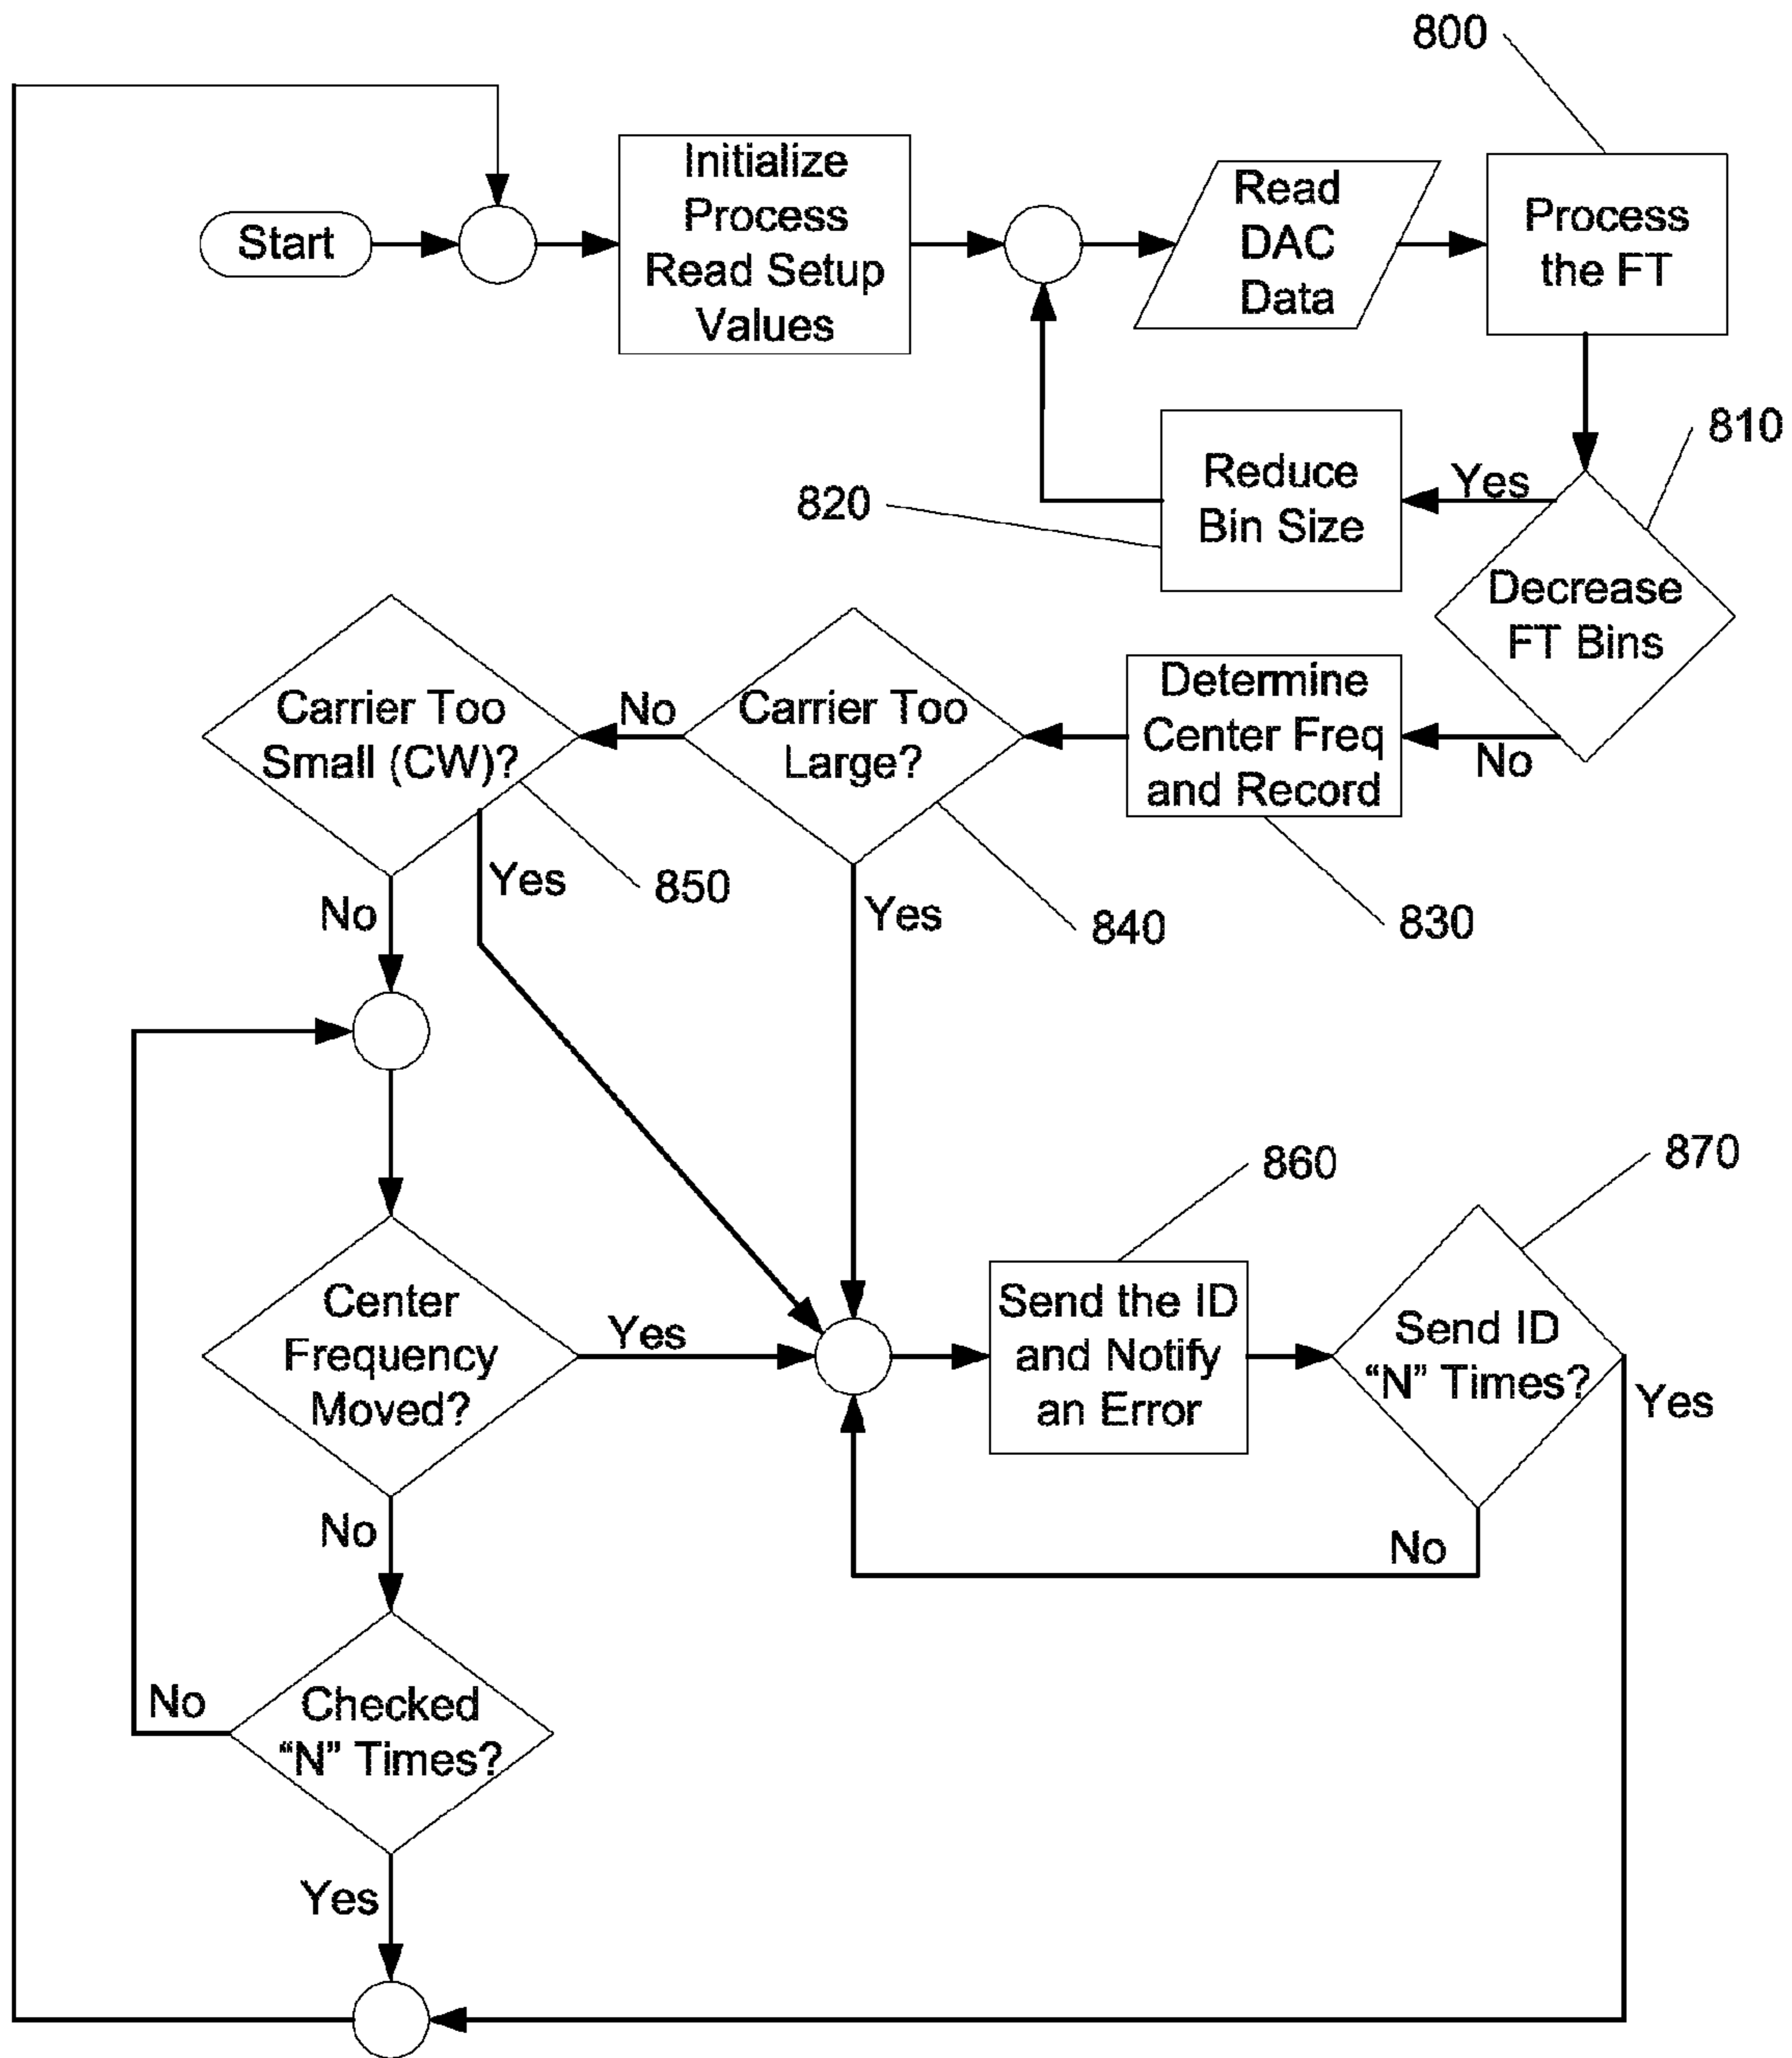 800
Start
Initialize
Process
Read Setup
Values
Read
DAC
Data
Process
the FT
810
Yes
Reduce
Bin Size
820
Decrease
FT Bins
No
Determine
Center Freq
and Record
830
Carrier Too
Large?
No
840
Yes
Carrier Too
Small (CW)?
850
Yes
No
Center
Frequency
Moved?
Yes
No
860
Send the ID
and Notify
an Error
870
Send ID
“N” Times?
Yes
No
Checked
“N” Times?
No
Yes